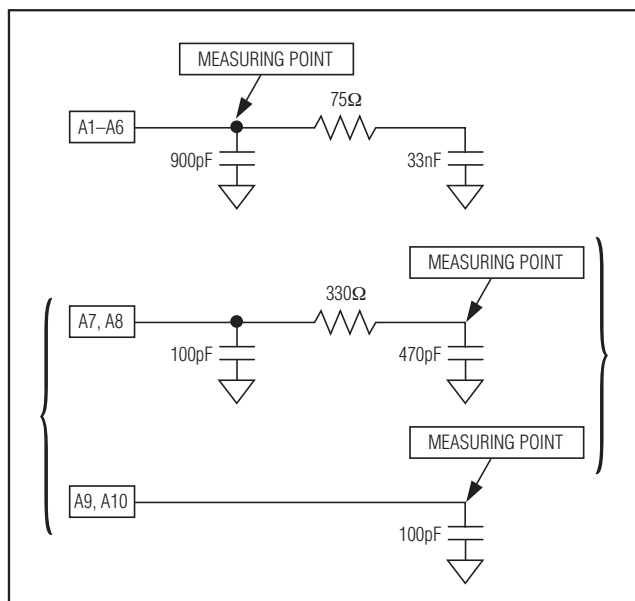 MEASURING POINT
75Ω
A1–A6
900pF
33nF
MEASURING POINT
330Ω
A7, A8
100pF
470pF
MEASURING POINT
A9, A10
100pF